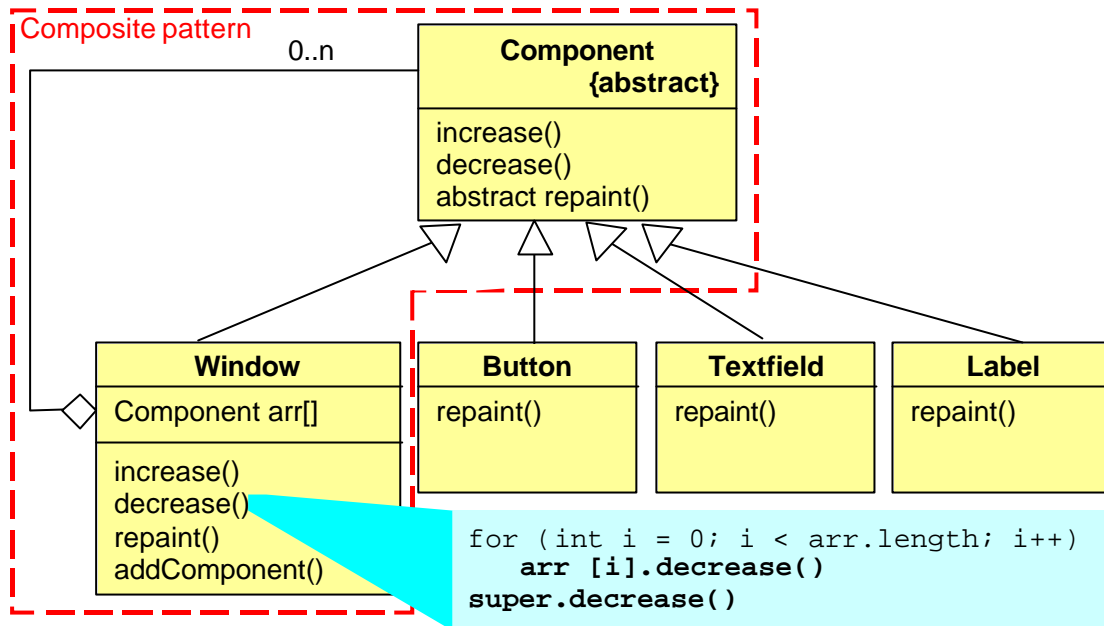 Composite pattern
0..n
Component
{abstract}
increase()
decrease()
abstract repaint()
Window
Component arr[]
increase()
decrease()
repaint()
addComponent()
Button
repaint()
Textfield
repaint()
Label
repaint()
for (int i = 0; i < arr.length; i++)
arr [i].decrease()
super.decrease()